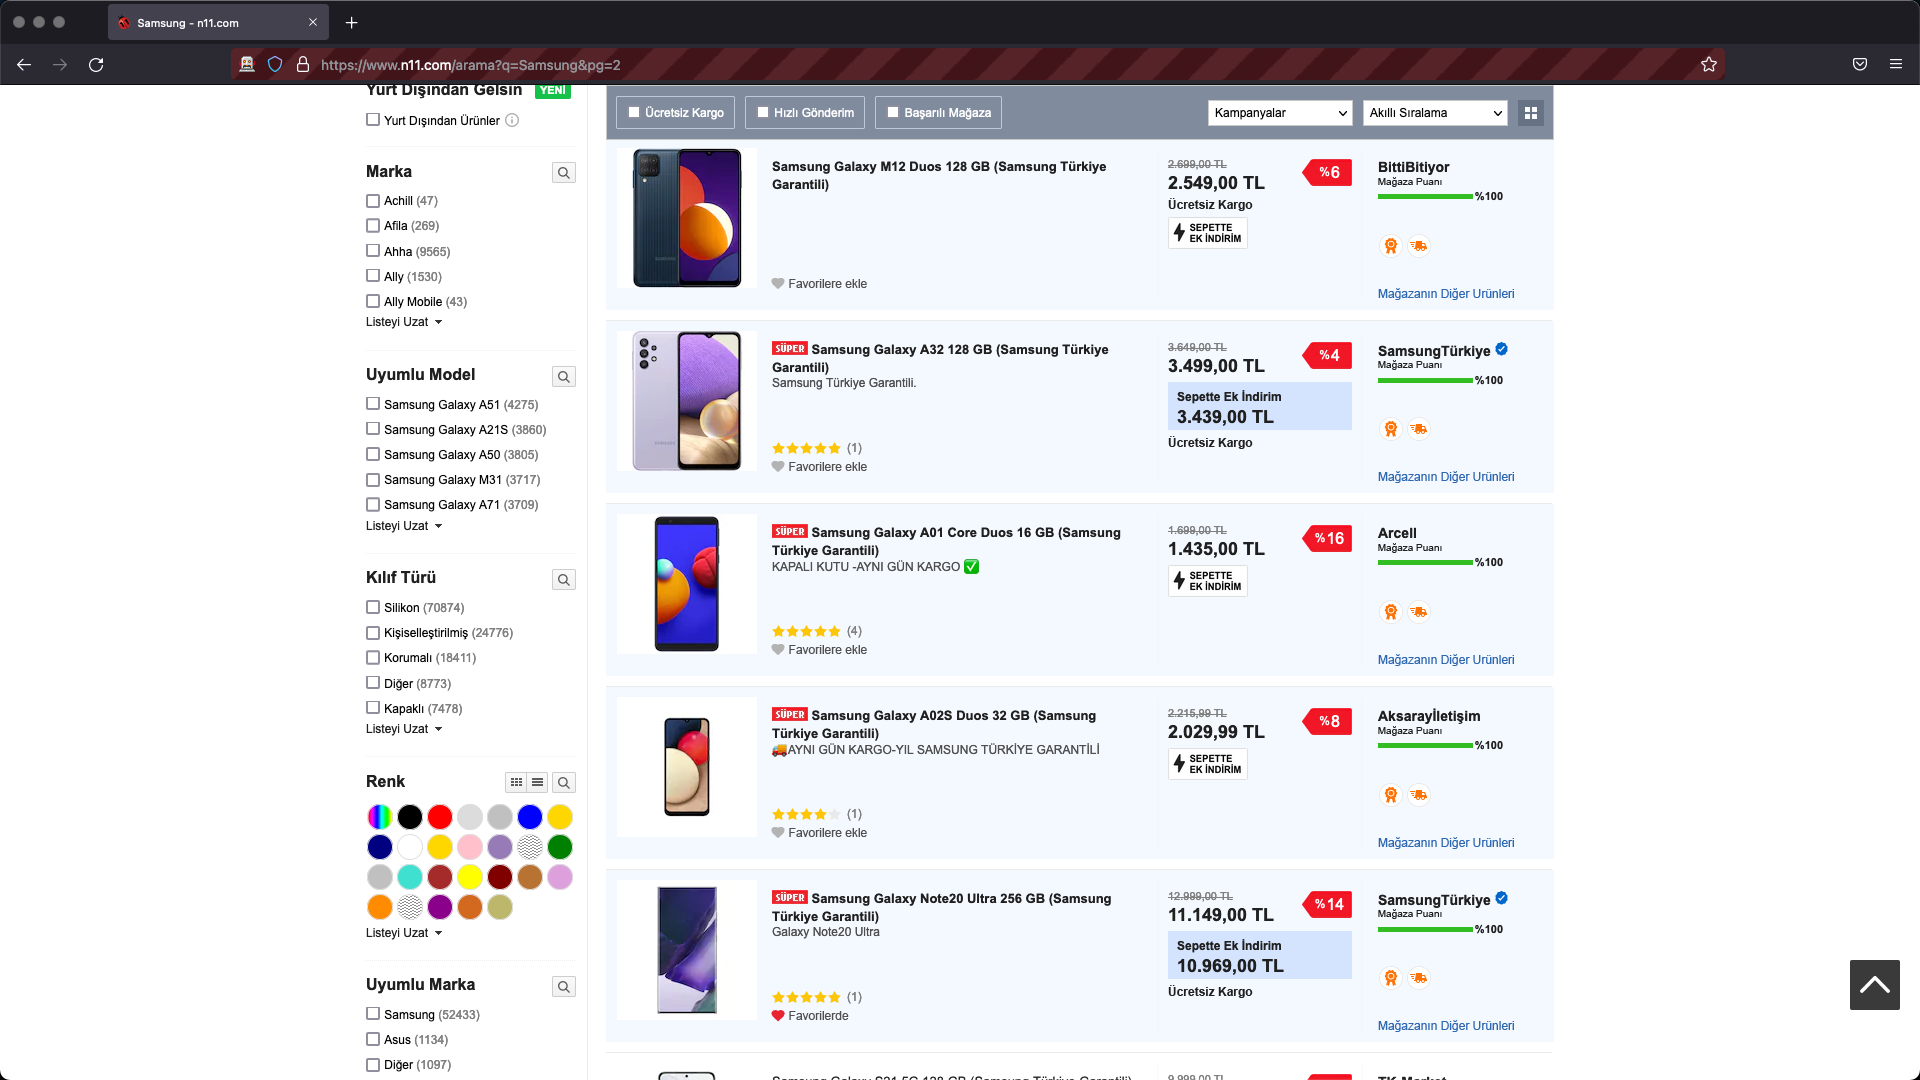 Samsung - n11.com
https://www.n11.com/arama?q=Samsung&pg=2
Yurt Dışından Gelsin YENİ
Yurt Dışından Ürünler
Marka
Achill (47)
Afila (269)
Ahha (9565)
Ally (1530)
Ally Mobile (43)
Listeyi Uzat
Uyumlu Model
Samsung Galaxy A51 (4275)
Samsung Galaxy A21S (3860)
Samsung Galaxy A50 (3805)
Samsung Galaxy M31 (3717)
Samsung Galaxy A71 (3709)
Listeyi Uzat
Kılıf Türü
Silikon (70874)
Kişiselleştirilmiş (24776)
Korumalı (18411)
Diğer (8773)
Kapaklı (7478)
Listeyi Uzat
Renk
Listeyi Uzat
Uyumlu Marka
Samsung (52433)
Asus (1134)
Diğer (1097)
Ücretsiz Kargo
Hızlı Gönderim
Başarılı Mağaza
Kampanyalar
Akıllı Sıralama
Samsung Galaxy M12 Duos 128 GB (Samsung Türkiye
Garantili)
Favorilere ekle
2.699,00 TL
2.549,00 TL
Ücretsiz Kargo
SEPETTE
EK İNDİRİM
%6
BittiBitiyor
Mağaza Puanı
%100
Mağazanın Diğer Ürünleri
SÜPER Samsung Galaxy A32 128 GB (Samsung Türkiye
Garantili)
Samsung Türkiye Garantili.
(1)
Favorilere ekle
3.649,00 TL
3.499,00 TL
Sepette Ek İndirim
3.439,00 TL
Ücretsiz Kargo
%4
SamsungTürkiye
Mağaza Puanı
%100
Mağazanın Diğer Ürünleri
SÜPER Samsung Galaxy A01 Core Duos 16 GB (Samsung
Türkiye Garantili)
KAPALI KUTU -AYNI GÜN KARGO ✅
(4)
Favorilere ekle
1.699,00 TL
1.435,00 TL
SEPETTE
EK İNDİRİM
%16
Arcell
Mağaza Puanı
%100
Mağazanın Diğer Ürünleri
SÜPER Samsung Galaxy A02S Duos 32 GB (Samsung
Türkiye Garantili)
🚚AYNI GÜN KARGO-YIL SAMSUNG TÜRKİYE GARANTİLİ
(1)
Favorilere ekle
2.215,99 TL
2.029,99 TL
SEPETTE
EK İNDİRİM
%8
Aksarayİletişim
Mağaza Puanı
%100
Mağazanın Diğer Ürünleri
SÜPER Samsung Galaxy Note20 Ultra 256 GB (Samsung
Türkiye Garantili)
Galaxy Note20 Ultra
(1)
Favorilerde
12.999,00 TL
11.149,00 TL
Sepette Ek İndirim
10.969,00 TL
Ücretsiz Kargo
%14
SamsungTürkiye
Mağaza Puanı
%100
Mağazanın Diğer Ürünleri
Samsung Galaxy S21 5G 128 GB (Samsung Türkiye Garantili)
9.999,00 TL
TK Market